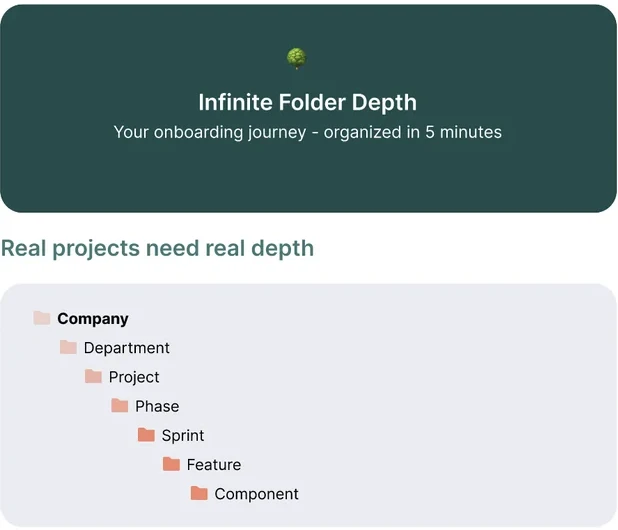 Infinite Folder Depth
Your onboarding journey - organized in 5 minutes
Real projects need real depth
Company
Department
Project
Phase
Sprint
Feature
Component